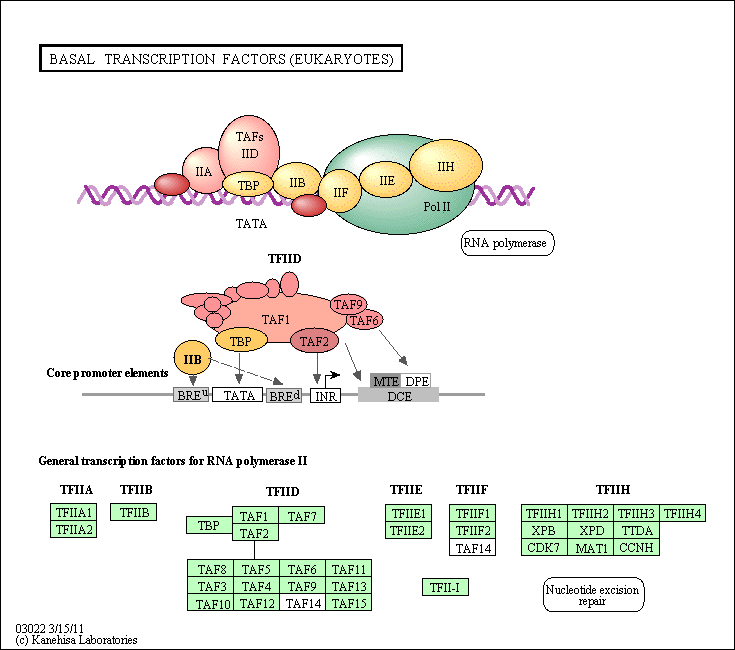 BASAL TRANSCRIPTION FACTORS (EUKARYOTES)
TAFs
IID
IIA
TBP
IIB
IIF
IIE
IIH
Pol II
TATA
RNA polymerase
TFIID
TAF1
TAF9
TAF6
TBP
TAF2
IIB
Core promoter elements
BREu
TATA
BREd
INR
MTE
DPE
DCE
General transcription factors for RNA polymerase II
TFIIA
TFIIB
TFIID
TFIIE
TFIIF
TFIIH
TFIIA1
TFIIA2
TFIIB
TBP
TAF1
TAF7
TAF2
TAF8
TAF5
TAF6
TAF11
TAF3
TAF4
TAF9
TAF13
TAF10
TAF12
TAF14
TAF15
TFIIE1
TFIIE2
TFIIF1
TFIIF2
TAF14
TFII-I
TFIIH1
TFIIH2
TFIIH3
TFIIH4
XPB
XPD
TTDA
CDK7
MAT1
CCNH
Nucleotide excision
repair
03022 3/15/11
(c) Kanehisa Laboratories